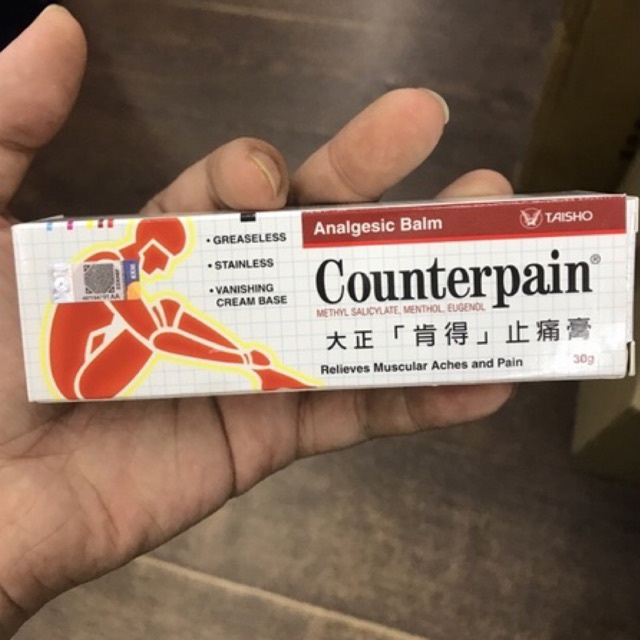 Analgesic Balm
TAISHO
• GREASELESS
• STAINLESS
• VANISHING
CREAM BASE
Counterpain®
METHYL SALICYLATE, MENTHOL, EUGENOL
大正「肯得」止痛膏
Relieves Muscular Aches and Pain
30g